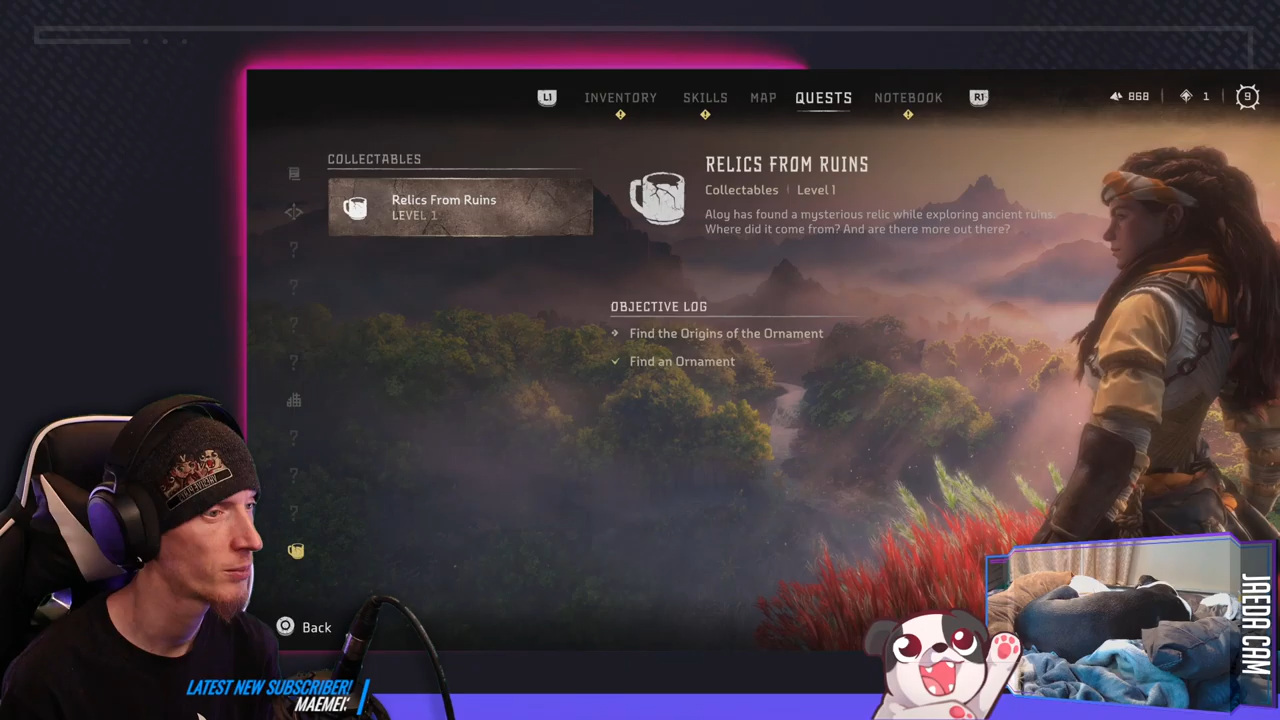 L1
INVENTORY
SKILLS
MAP
QUESTS
NOTEBOOK
R1
868
1
9
COLLECTABLES
Relics From Ruins
LEVEL 1
RELICS FROM RUINS
Collectables | Level 1
Aloy has found a mysterious relic while exploring ancient ruins.
Where did it come from? And are there more out there?
OBJECTIVE LOG
Find the Origins of the Ornament
Find an Ornament
Back
LATEST NEW SUBSCRIBER!
JAEDA CAM